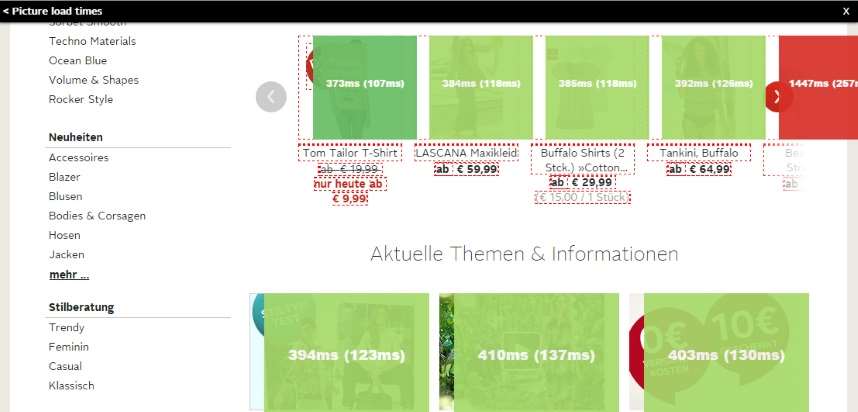 < Picture load times
X
Sorbet Smooth
Techno Materials
Ocean Blue
Volume & Shapes
Rocker Style
Neuheiten
Accessoires
Blazer
Blusen
Bodies & Corsagen
Hosen
Jacken
mehr ...
Stilberatung
Trendy
Feminin
Casual
Klassisch
373ms (107ms)
384ms (118ms)
385ms (118ms)
392ms (126ms)
1447ms (257m
Tom Tailor T-Shirt
ab € 19,99
nur heute ab
€ 9,99
LASCANA Maxikleid
ab € 59,99
Buffalo Shirts (2
Stck.) »Cotton...
ab € 29,99
(€ 15,00 / 1 Stück)
Tankini, Buffalo
ab € 64,99
ab
Aktuelle Themen & Informationen
394ms (123ms)
410ms (137ms)
403ms (130ms)
0€
KOSTEN
10€